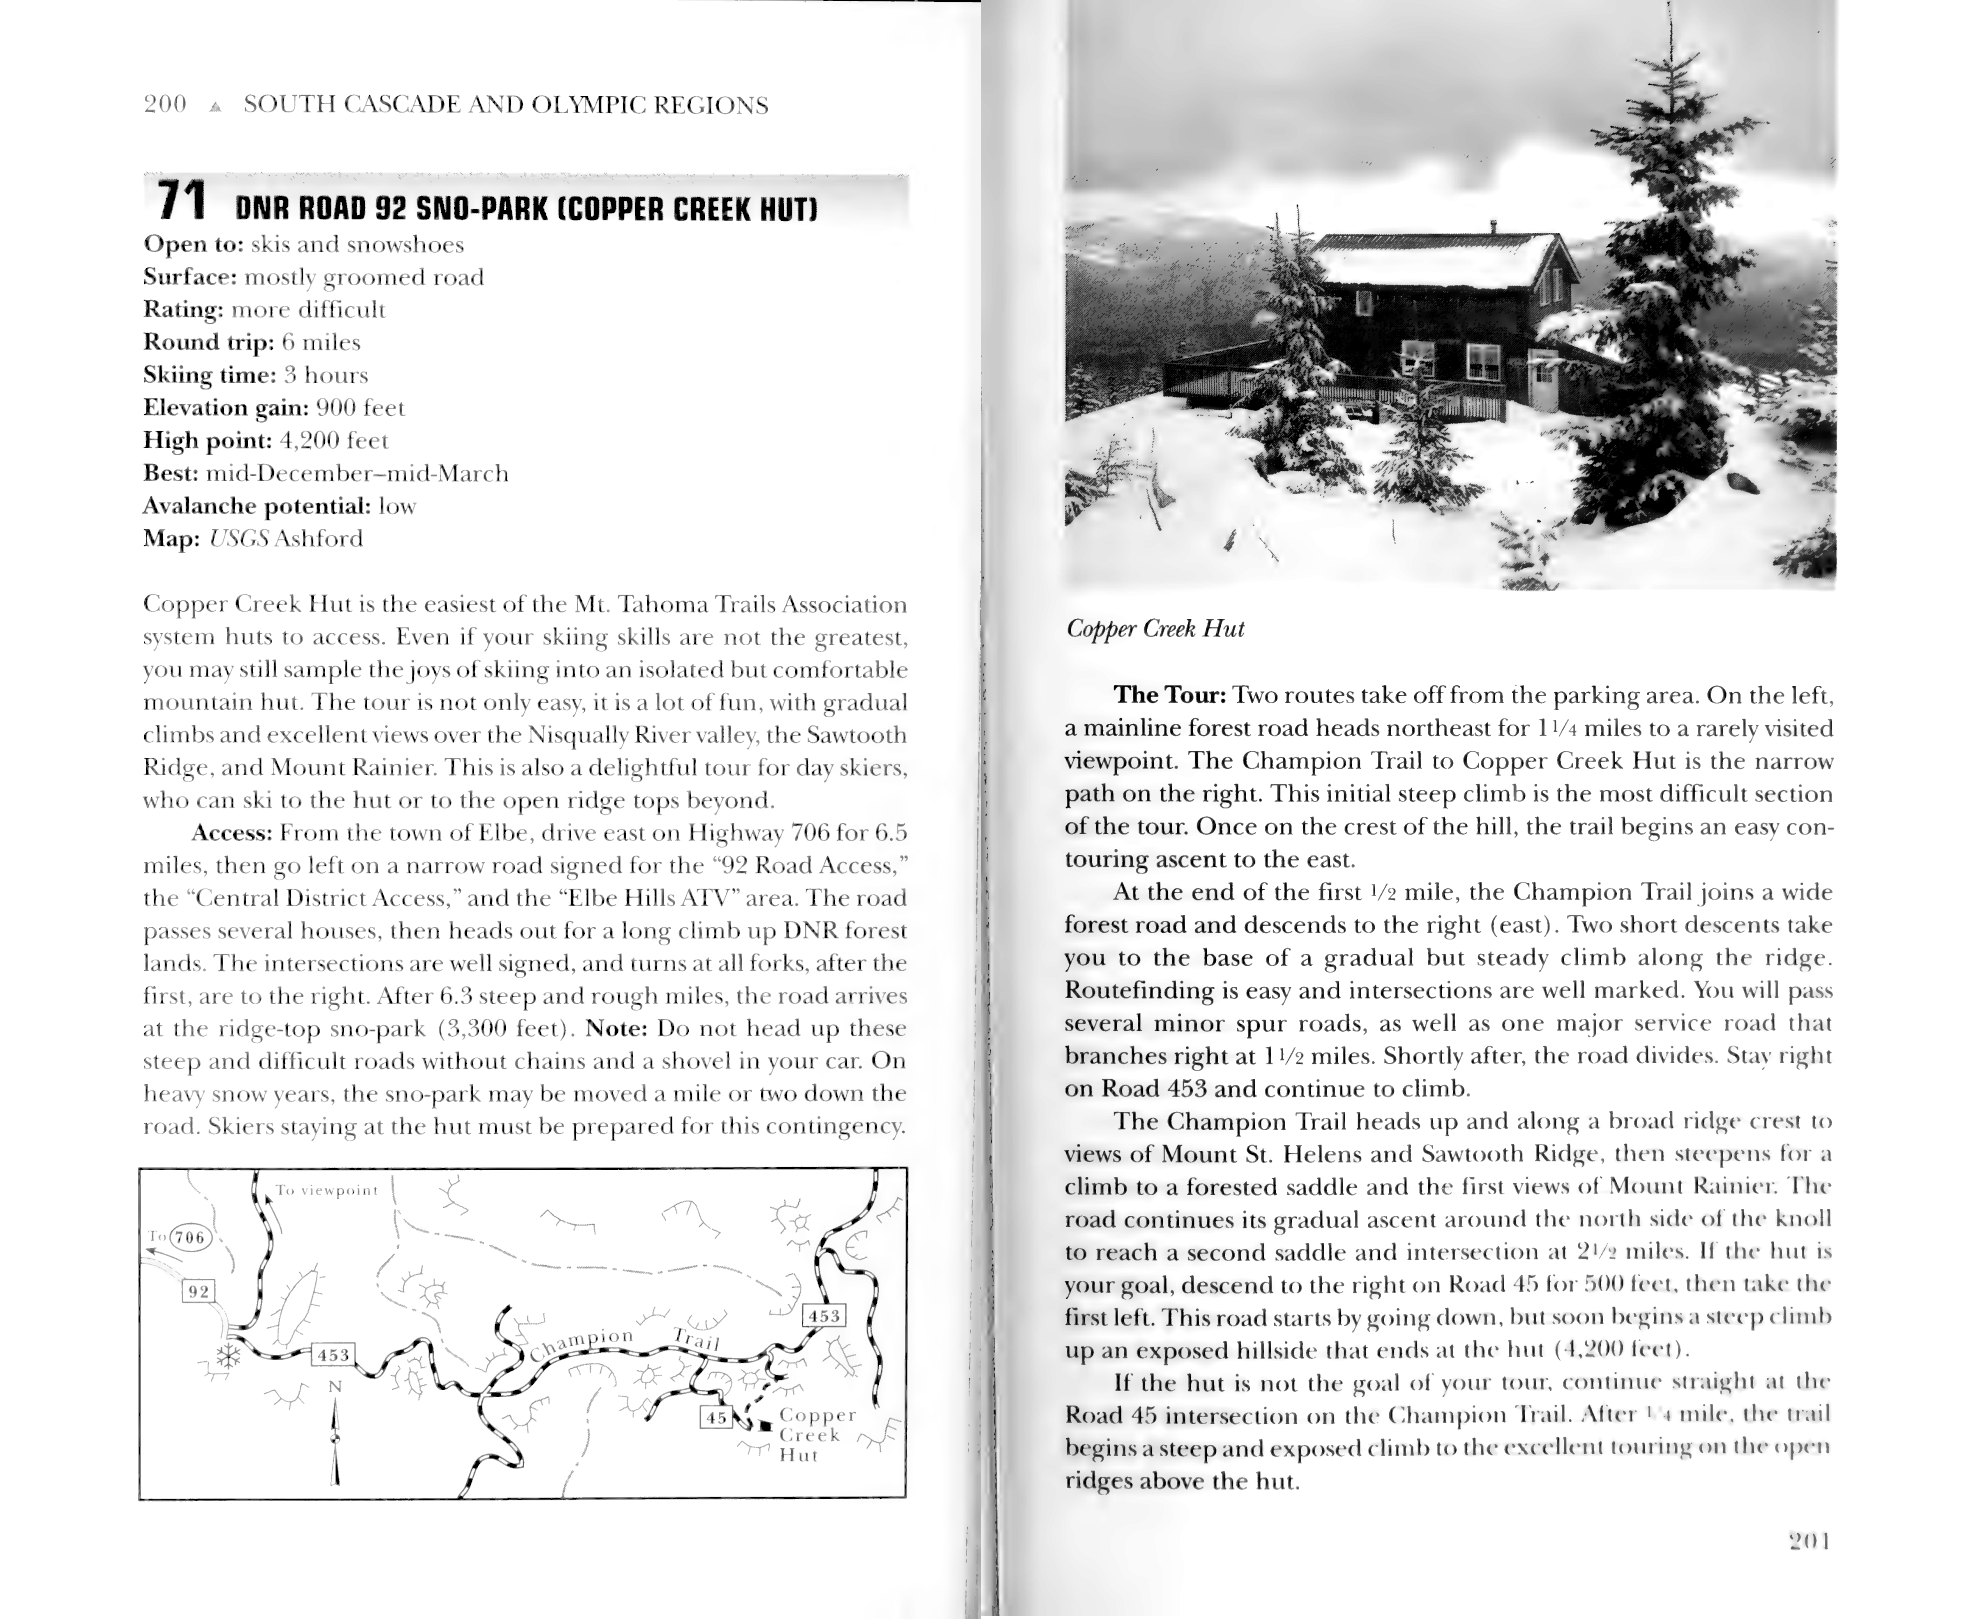 200 ▲ SOUTH CASCADE AND OLYMPIC REGIONS
71 DNR ROAD 92 SNO-PARK (COPPER CREEK HUT)
Open to: skis and snowshoes
Surface: mostly groomed road
Rating: more difficult
Round trip: 6 miles
Skiing time: 3 hours
Elevation gain: 900 feet
High point: 4,200 feet
Best: mid-December–mid-March
Avalanche potential: low
Map: USGS Ashford
Copper Creek Hut is the easiest of the Mt. Tahoma Trails Association
system huts to access. Even if your skiing skills are not the greatest,
you may still sample the joys of skiing into an isolated but comfortable
mountain hut. The tour is not only easy, it is a lot of fun, with gradual
climbs and excellent views over the Nisqually River valley, the Sawtooth
Ridge, and Mount Rainier. This is also a delightful tour for day skiers,
who can ski to the hut or to the open ridge tops beyond.
Access: From the town of Elbe, drive east on Highway 706 for 6.5
miles, then go left on a narrow road signed for the “92 Road Access,”
the “Central District Access,” and the “Elbe Hills ATV” area. The road
passes several houses, then heads out for a long climb up DNR forest
lands. The intersections are well signed, and turns at all forks, after the
first, are to the right. After 6.3 steep and rough miles, the road arrives
at the ridge-top sno-park (3,300 feet). Note: Do not head up these
steep and difficult roads without chains and a shovel in your car. On
heavy snow years, the sno-park may be moved a mile or two down the
road. Skiers staying at the hut must be prepared for this contingency.
To viewpoint
To 706
92
453
Champion Trail
453
N
45
Copper
Creek
Hut
Copper Creek Hut
The Tour: Two routes take off from the parking area. On the left,
a mainline forest road heads northeast for 1 1/4 miles to a rarely visited
viewpoint. The Champion Trail to Copper Creek Hut is the narrow
path on the right. This initial steep climb is the most difficult section
of the tour. Once on the crest of the hill, the trail begins an easy con-
touring ascent to the east.
At the end of the first 1/2 mile, the Champion Trail joins a wide
forest road and descends to the right (east). Two short descents take
you to the base of a gradual but steady climb along the ridge.
Routefinding is easy and intersections are well marked. You will pass
several minor spur roads, as well as one major service road that
branches right at 1 1/2 miles. Shortly after, the road divides. Stay right
on Road 453 and continue to climb.
The Champion Trail heads up and along a broad ridge crest to
views of Mount St. Helens and Sawtooth Ridge, then steepens for a
climb to a forested saddle and the first views of Mount Rainier. The
road continues its gradual ascent around the north side of the knoll
to reach a second saddle and intersection at 2 1/2 miles. If the hut is
your goal, descend to the right on Road 45 for 500 feet, then take the
first left. This road starts by going down, but soon begins a steep climb
up an exposed hillside that ends at the hut (4,200 feet).
If the hut is not the goal of your tour, continue straight at the
Road 45 intersection on the Champion Trail. After 1/4 mile, the trail
begins a steep and exposed climb to the excellent touring on the open
ridges above the hut.
201